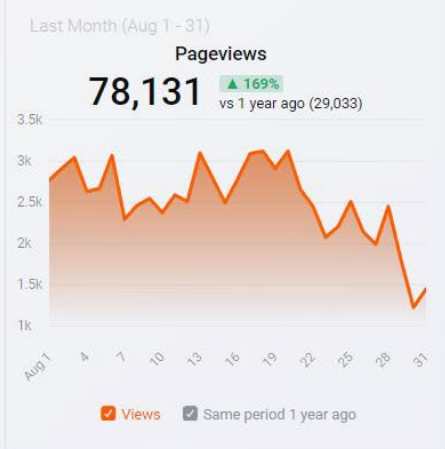 Last Month (Aug 1 - 31)
Pageviews
78,131
▲ 169%
vs 1 year ago (29,033)
3.5k
3k
2.5k
2k
1.5k
1k
Aug 1
4
7
10
13
16
19
22
25
28
31
Views
Same period 1 year ago